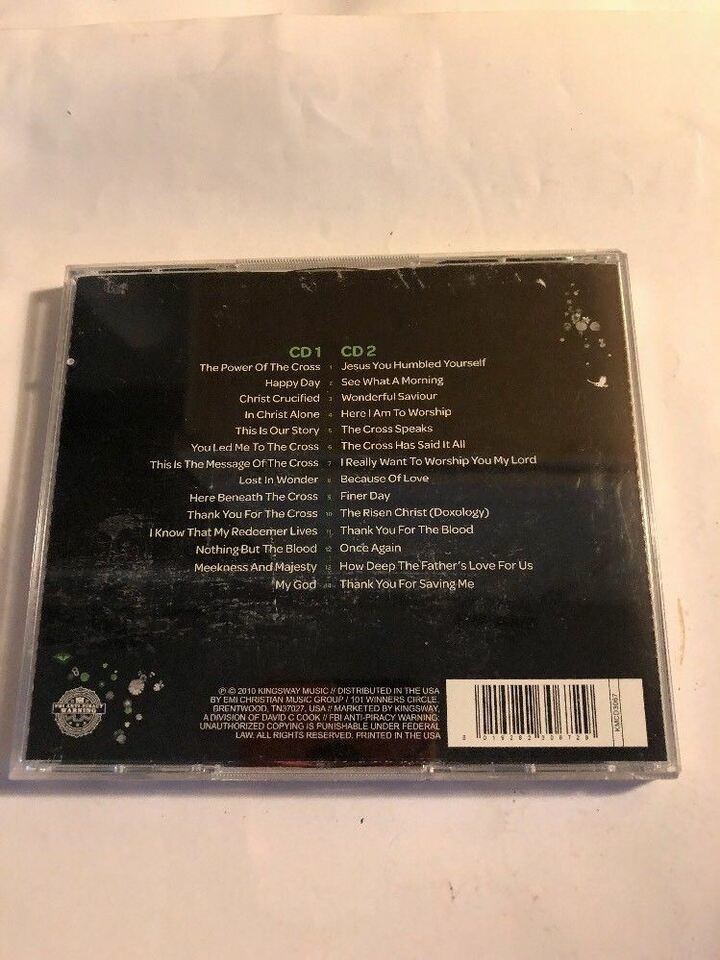 CD 1 CD 2
The Power Of The Cross 1 Jesus You Humbled Yourself
Happy Day 2 See What A Morning
Christ Crucified 3 Wonderful Saviour
In Christ Alone 4 Here I Am To Worship
This Is Our Story 5 The Cross Speaks
You Led Me To The Cross 6 The Cross Has Said It All
This Is The Message Of The Cross 7 I Really Want To Worship You My Lord
Lost In Wonder 8 Because Of Love
Here Beneath The Cross 9 Finer Day
Thank You For The Cross 10 The Risen Christ (Doxology)
I Know That My Redeemer Lives 11 Thank You For The Blood
Nothing But The Blood 12 Once Again
Meekness And Majesty 13 How Deep The Father's Love For Us
My God 14 Thank You For Saving Me
FBI ANTI-PIRACY
WARNING
℗ © 2010 KINGSWAY MUSIC // DISTRIBUTED IN THE USA
BY EMI CHRISTIAN MUSIC GROUP / 101 WINNERS CIRCLE,
BRENTWOOD, TN37027, USA // MARKETED BY KINGSWAY,
A DIVISION OF DAVID C COOK // FBI ANTI-PIRACY WARNING:
UNAUTHORIZED COPYING IS PUNISHABLE UNDER FEDERAL
LAW. ALL RIGHTS RESERVED. PRINTED IN THE USA